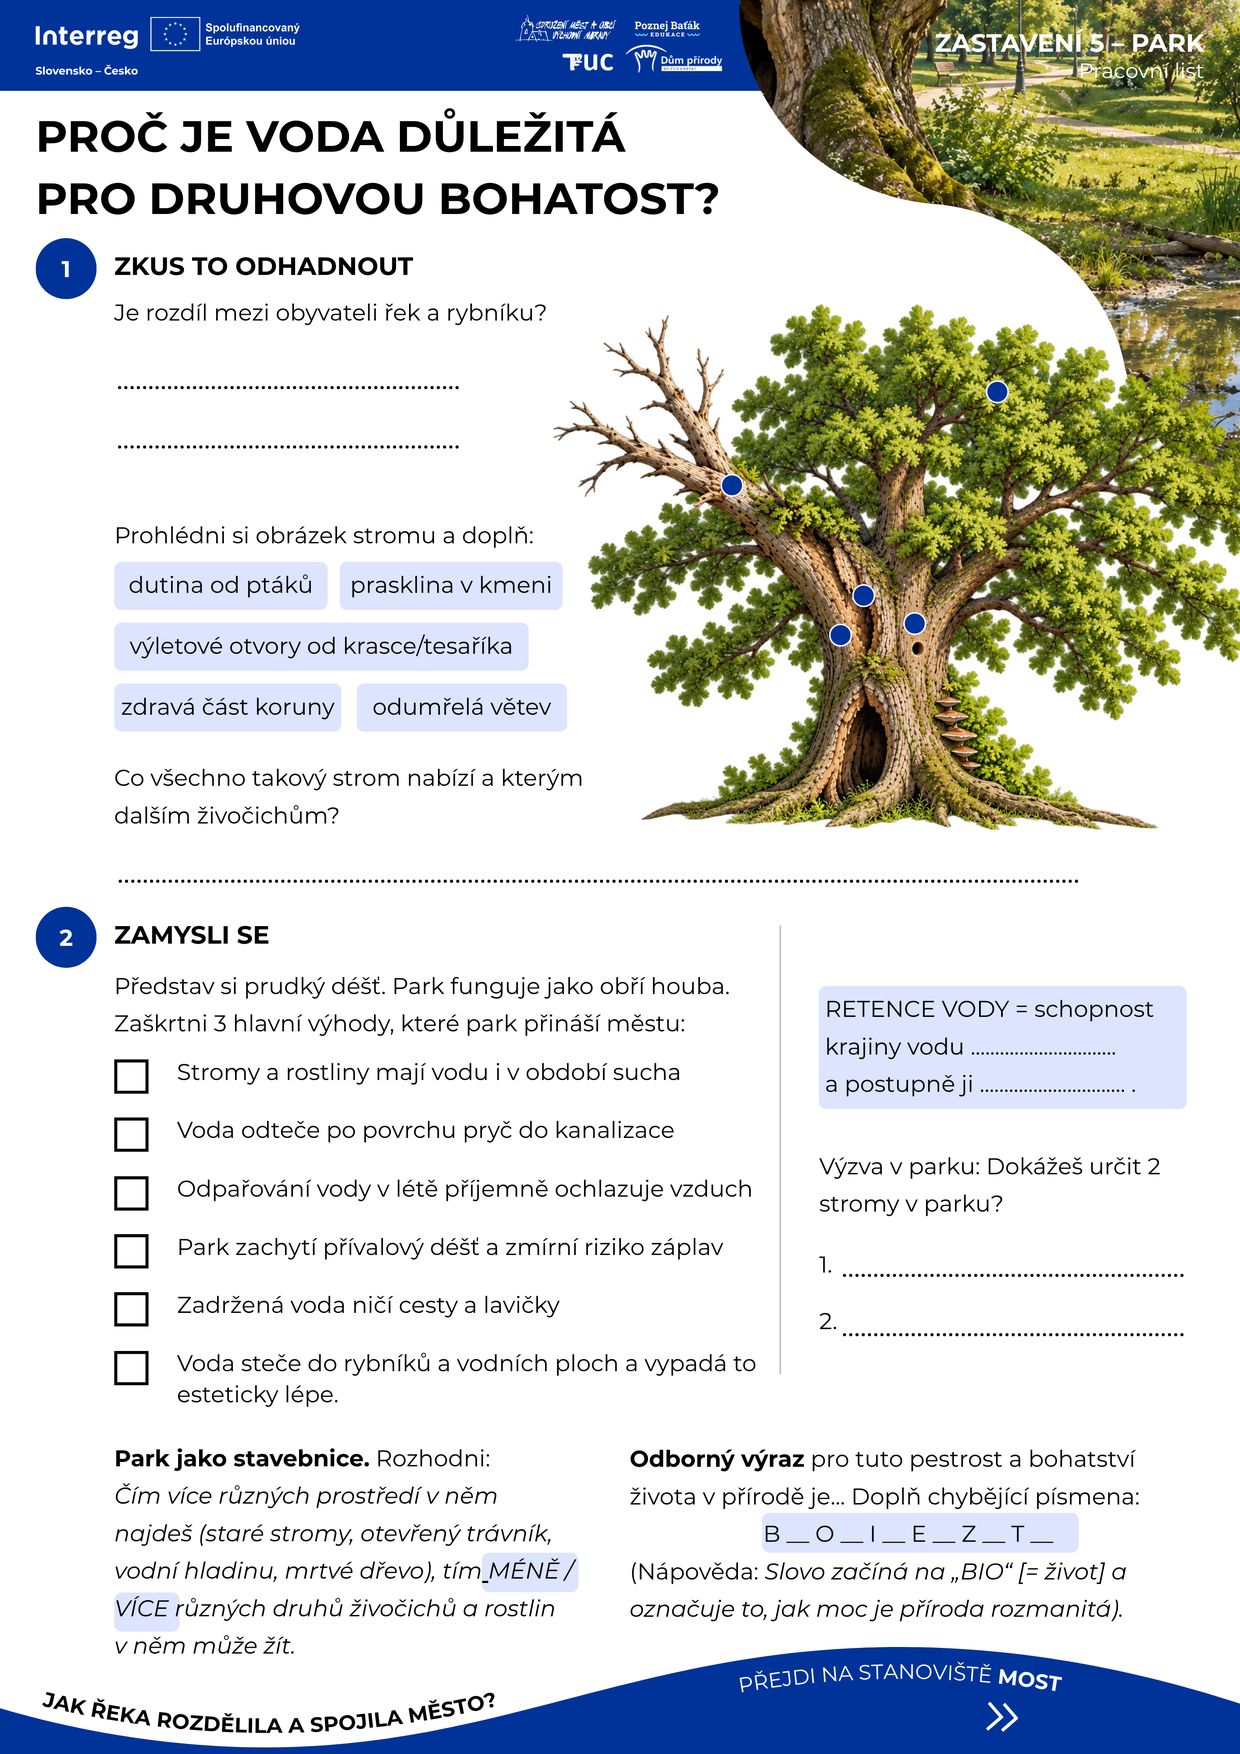 Interreg
Spolufinancovaný
Európskou úniou
Slovensko – Česko
SDRUŽENÍ MĚST A OBCÍ
VÝCHODNÍ MORAVY
Poznej Baťák
EDUKACE
TUC
Dům přírody
ZASTAVENÍ 5 – PARK
Pracovní list
PROČ JE VODA DŮLEŽITÁ
PRO DRUHOVOU BOHATOST?
1
ZKUS TO ODHADNOUT
Je rozdíl mezi obyvateli řek a rybníku?
........................................................
........................................................
Prohlédni si obrázek stromu a doplň:
dutina od ptáků prasklina v kmeni
výletové otvory od krasce/tesaříka
zdravá část koruny odumřelá větev
Co všechno takový strom nabízí a kterým
dalším živočichům?
................................................................................................................................................................
2
ZAMYSLI SE
Představ si prudký déšť. Park funguje jako obří houba.
Zaškrtni 3 hlavní výhody, které park přináší městu:
Stromy a rostliny mají vodu i v období sucha
Voda odteče po povrchu pryč do kanalizace
Odpařování vody v létě příjemně ochlazuje vzduch
Park zachytí přívalový déšť a zmírní riziko záplav
Zadržená voda ničí cesty a lavičky
Voda steče do rybníků a vodních ploch a vypadá to
esteticky lépe.
RETENCE VODY = schopnost
krajiny vodu .............................
a postupně ji ............................. .
Výzva v parku: Dokážeš určit 2
stromy v parku?
1. ........................................................
2. ........................................................
Park jako stavebnice. Rozhodni:
Čím více různých prostředí v něm
najdeš (staré stromy, otevřený trávník,
vodní hladinu, mrtvé dřevo), tím MÉNĚ /
VÍCE různých druhů živočichů a rostlin
v něm může žít.
Odborný výraz pro tuto pestrost a bohatství
života v přírodě je... Doplň chybějící písmena:
B __ O __ I __ E __ Z __ T __
(Nápověda: Slovo začíná na „BIO“ [= život] a
označuje to, jak moc je příroda rozmanitá).
JAK ŘEKA ROZDĚLILA A SPOJILA MĚSTO?
PŘEJDI NA STANOVIŠTĚ MOST